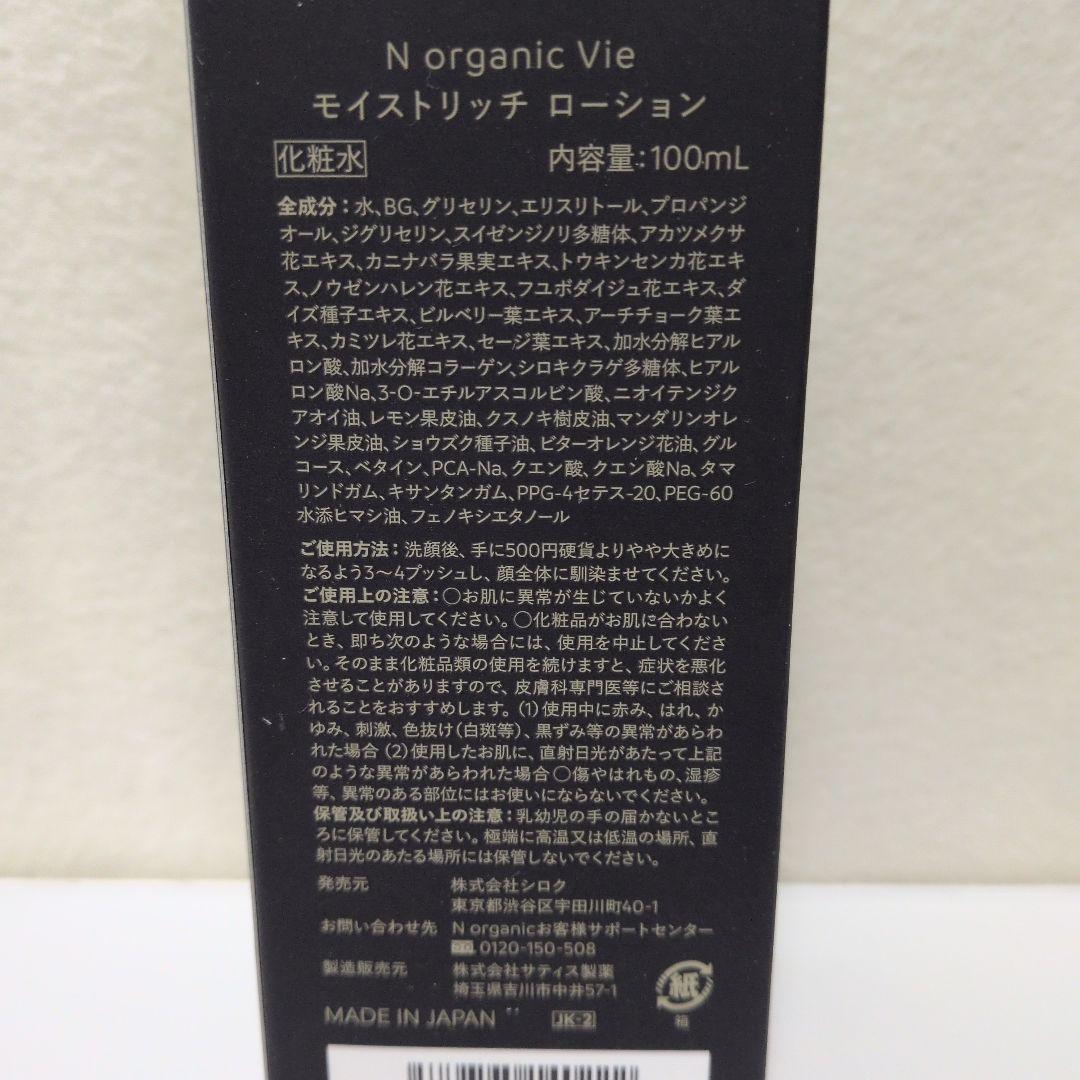 N organic Vie
モイストリッチ ローション
化粧水 内容量:100mL
全成分:水、BG、グリセリン、エリスリトール、プロパンジ
オール、ジグリセリン、スイゼンジノリ多糖体、アカツメクサ
花エキス、カニナバラ果実エキス、トウキンセンカ花エキ
ス、ノウゼンハレン花エキス、フユボダイジュ花エキス、ダ
イズ種子エキス、ビルベリー葉エキス、アーチチョーク葉エ
キス、カミツレ花エキス、セージ葉エキス、加水分解ヒアル
ロン酸、加水分解コラーゲン、シロキクラゲ多糖体、ヒアル
ロン酸Na、3-O-エチルアスコルビン酸、ニオイテンジク
アオイ油、レモン果皮油、クスノキ樹皮油、マンダリンオレ
ンジ果皮油、ショウズク種子油、ビターオレンジ花油、グル
コース、ベタイン、PCA-Na、クエン酸、クエン酸Na、タマ
リンドガム、キサンタンガム、PPG-4セテス-20、PEG-60
水添ヒマシ油、フェノキシエタノール
ご使用方法:洗顔後、手に500円硬貨よりやや大きめに
なるよう3〜4プッシュし、顔全体に馴染ませてください。
ご使用上の注意:○お肌に異常が生じていないかよく
注意して使用してください。○化粧品がお肌に合わない
とき、即ち次のような場合には、使用を中止してくださ
い。そのまま化粧品類の使用を続けますと、症状を悪化
させることがありますので、皮膚科専門医等にご相談さ
れることをおすすめします。(1)使用中に赤み、はれ、か
ゆみ、刺激、色抜け(白斑等)、黒ずみ等の異常があらわ
れた場合 (2)使用したお肌に、直射日光があたって上記
のような異常があらわれた場合 ○傷やはれもの、湿疹
等、異常のある部位にはお使いにならないでください。
保管及び取扱い上の注意:乳幼児の手の届かないとこ
ろに保管してください。極端に高温又は低温の場所、直
射日光のあたる場所には保管しないでください。
発売元 株式会社シロク
東京都渋谷区宇田川町40-1
お問い合わせ先 N organicお客様サポートセンター
0120-150-508
製造販売元 株式会社サティス製薬
埼玉県吉川市中井57-1
紙
箱
MADE IN JAPAN JK-2